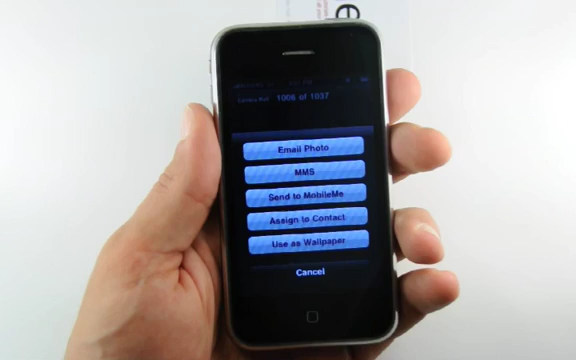 Camera Roll 1006 of 1037
Email Photo
MMS
Send to MobileMe
Assign to Contact
Use as Wallpaper
Cancel